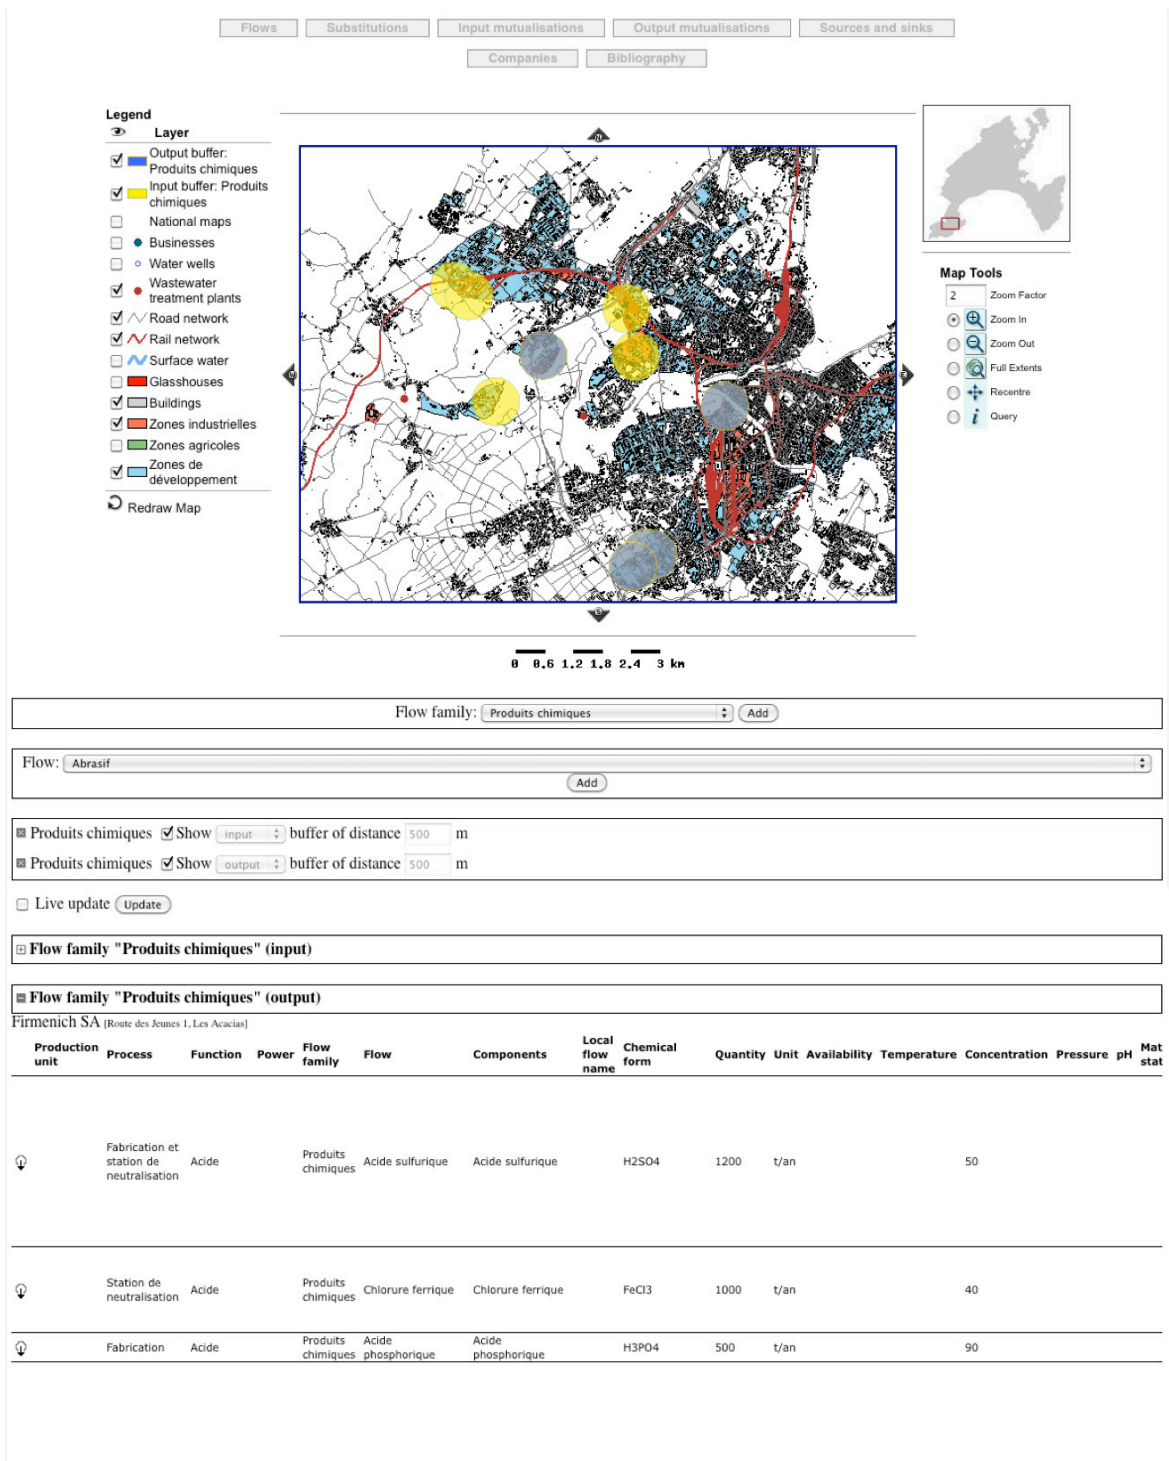 Flows Substitutions Input mutualisations Output mutualisations Sources and sinks
Companies Bibliography
Legend
Layer
Output buffer:
Produits chimiques
Input buffer: Produits
chimiques
National maps
Businesses
Water wells
Wastewater
treatment plants
Road network
Rail network
Surface water
Glasshouses
Buildings
Zones industrielles
Zones agricoles
Zones de
développement
Redraw Map
N
E
S
Map Tools
2 Zoom Factor
Zoom In
Zoom Out
Full Extents
Recentre
Query
0 0.6 1.2 1.8 2.4 3 km
Flow family: Produits chimiques Add
Flow: Abrasif
Add
Produits chimiques Show input buffer of distance 500 m
Produits chimiques Show output buffer of distance 500 m
Live update Update
Flow family "Produits chimiques" (input)
Flow family "Produits chimiques" (output)
Firmenich SA [Route des Jeunes 1, Les Acacias]
Production unit Process Function Power Flow family Flow Components Local flow name Chemical form Quantity Unit Availability Temperature Concentration Pressure pH Mat stat
Fabrication et station de neutralisation Acide Produits chimiques Acide sulfurique Acide sulfurique H2SO4 1200 t/an 50
Station de neutralisation Acide Produits chimiques Chlorure ferrique Chlorure ferrique FeCl3 1000 t/an 40
Fabrication Acide Produits chimiques Acide phosphorique Acide phosphorique H3PO4 500 t/an 90